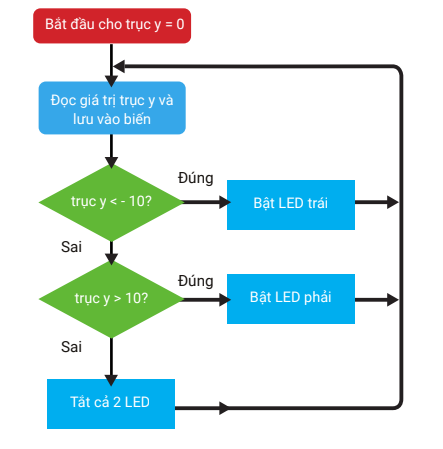 Bắt đầu cho trục y = 0
Đọc giá trị trục y và
lưu vào biến
trục y < - 10?
Đúng
Bật LED trái
Sai
trục y > 10?
Đúng
Bật LED phải
Sai
Tắt cả 2 LED